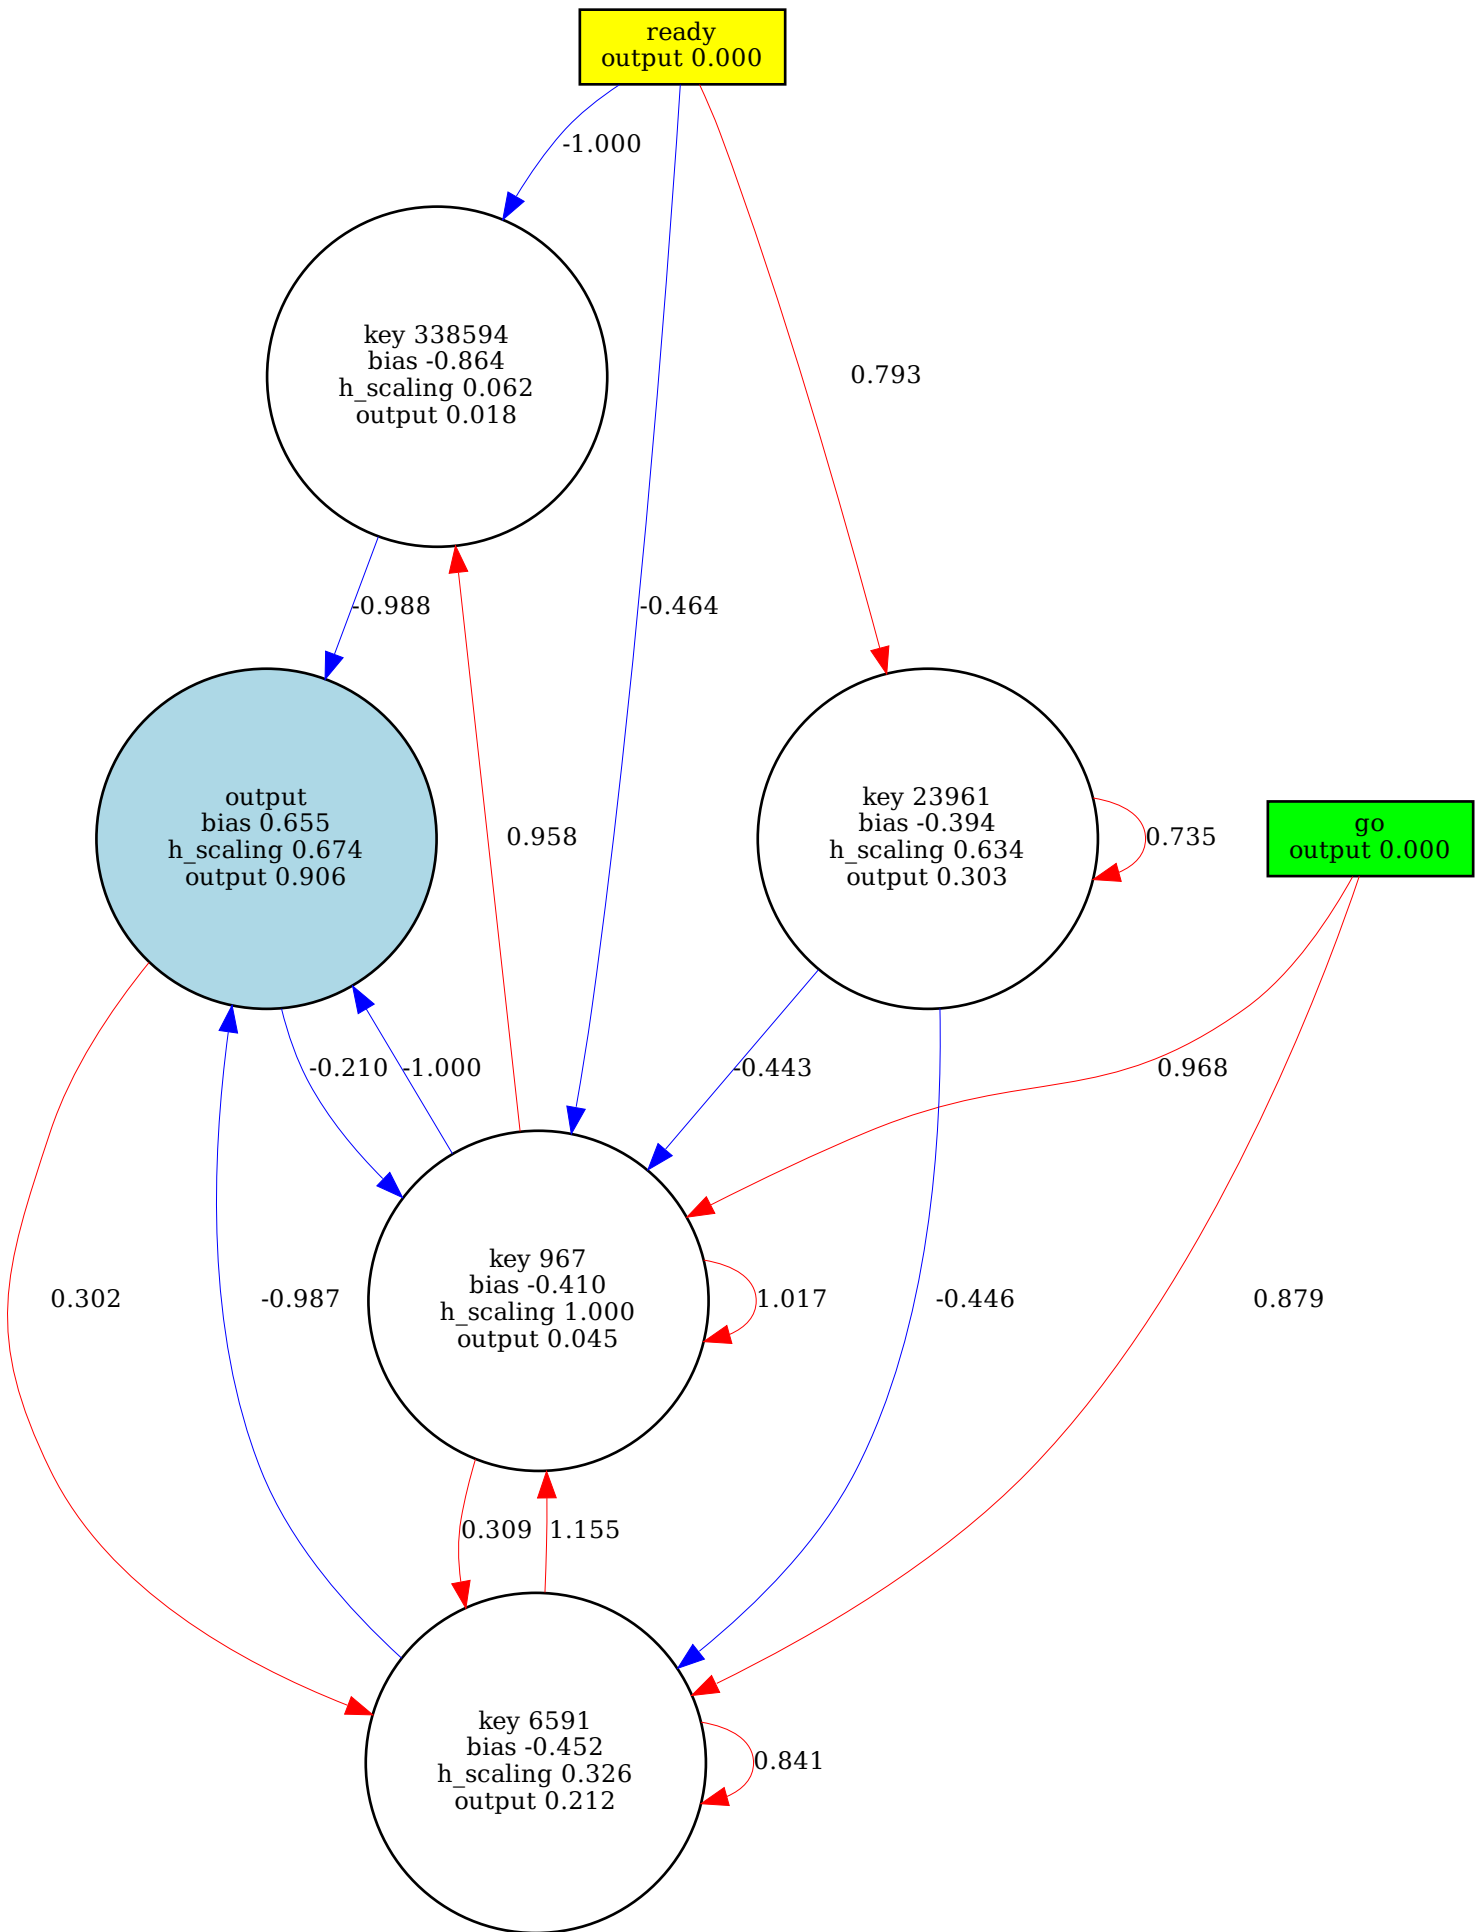 ready
output 0.000
-1.000
key 338594
bias -0.864
h_scaling 0.062
output 0.018
0.793
-0.988
-0.464
output
bias 0.655
h_scaling 0.674
output 0.906
0.958
key 23961
bias -0.394
h_scaling 0.634
output 0.303
0.735
go
output 0.000
-0.210
-1.000
-0.443
0.968
key 967
bias -0.410
h_scaling 1.000
output 0.045
0.302
-0.987
1.017
-0.446
0.879
0.309
1.155
key 6591
bias -0.452
h_scaling 0.326
output 0.212
0.841